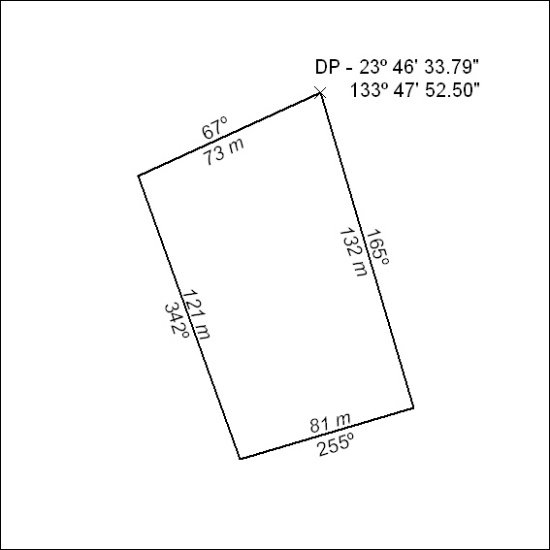 DP - 23º 46' 33.79"
133º 47' 52.50"
67º
73 m
165º
132 m
121 m
342º
81 m
255º